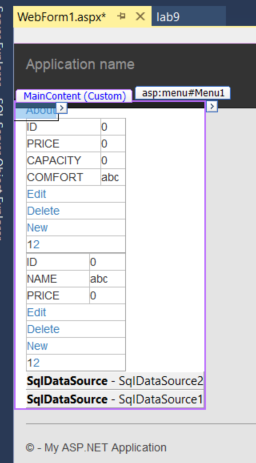 WebForm1.aspx*
lab9
Application name
MainContent (Custom)
asp:menu#Menu1
About
ID 0
PRICE 0
CAPACITY 0
COMFORT abc
Edit
Delete
New
12
ID 0
NAME abc
PRICE 0
Edit
Delete
New
12
SqlDataSource - SqlDataSource2
SqlDataSource - SqlDataSource1
© - My ASP.NET Application